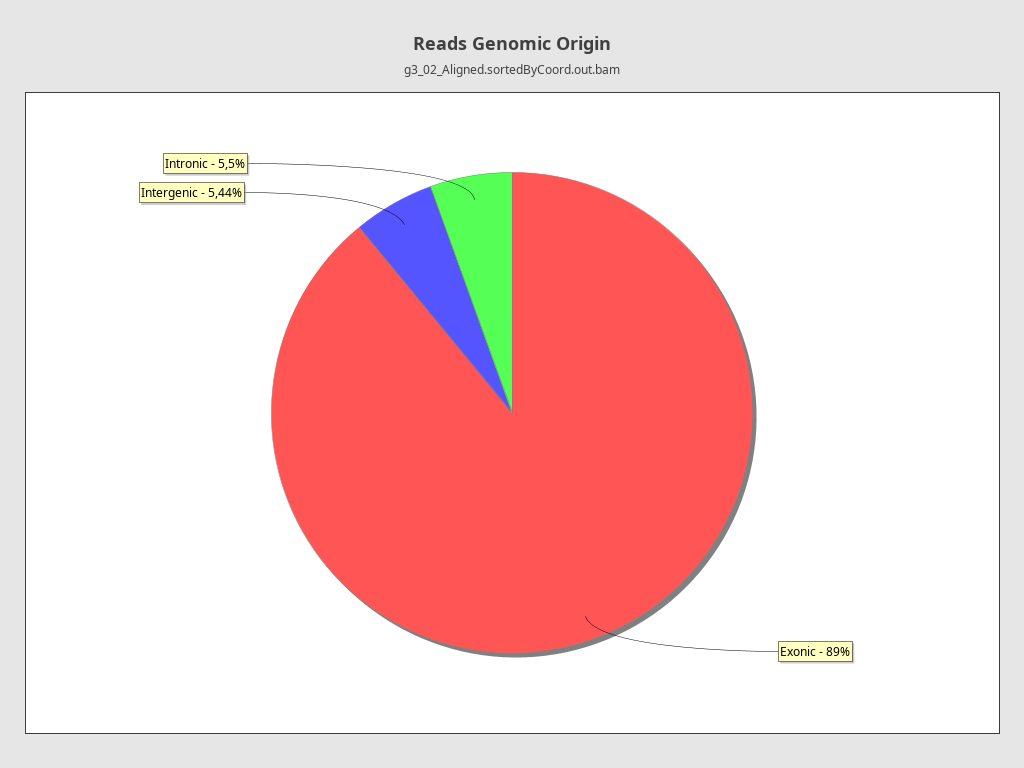 Reads Genomic Origin
g3_02_Aligned.sortedByCoord.out.bam
Intronic - 5,5%
Intergenic - 5,44%
Exonic - 89%